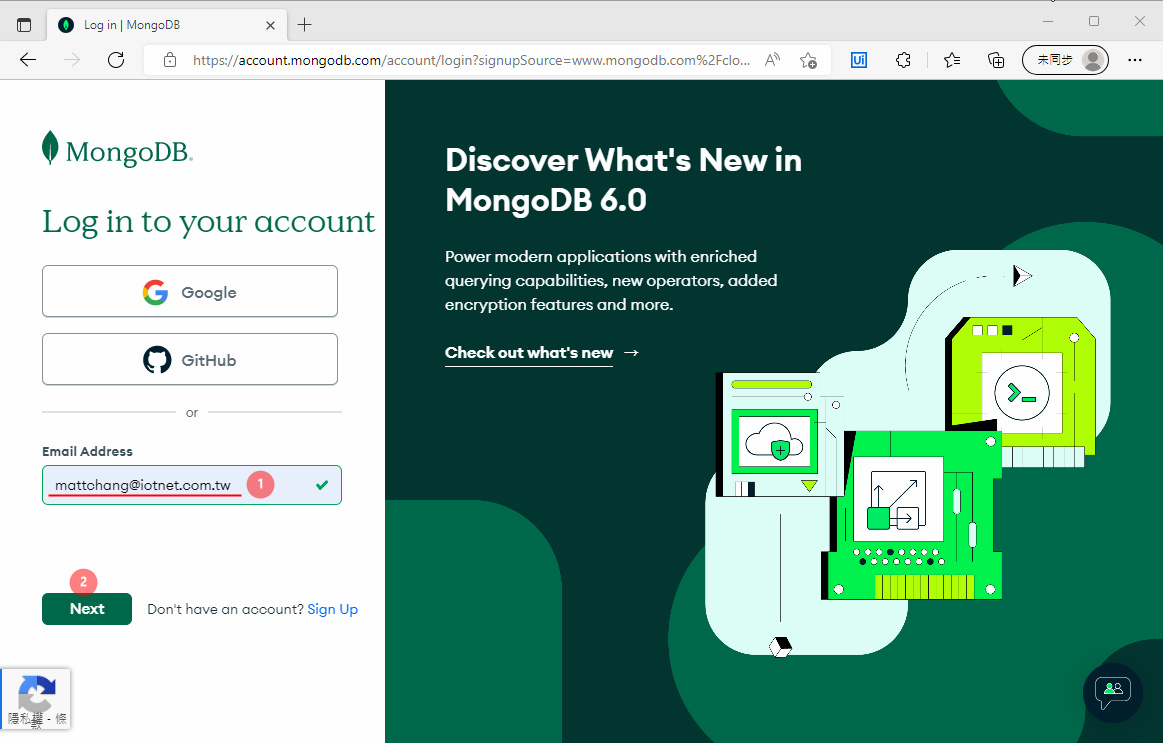 Log in | MongoDB
https://account.mongodb.com/account/login?signupSource=www.mongodb.com%2Fclo...
Ui
未同步
MongoDB.
Log in to your account
Google
GitHub
or
Email Address
mattohang@iotnet.oom.tw
1
2
Next
Don't have an account? Sign Up
隱私權 - 條款
Discover What's New in
MongoDB 6.0
Power modern applications with enriched
querying capabilities, new operators, added
encryption features and more.
Check out what's new →